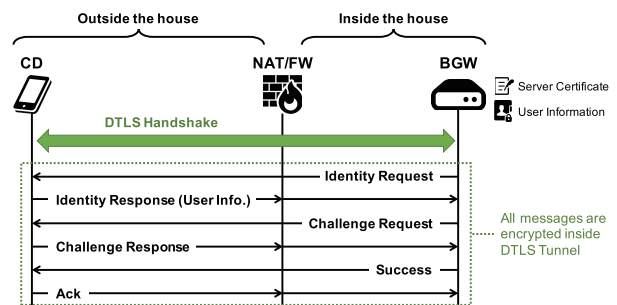 Outside the house
Inside the house
CD
NAT/FW
BGW
Server Certificate
User Information
DTLS Handshake
Identity Request
Identity Response (User Info.)
Challenge Request
Challenge Response
Success
Ack
All messages are
encrypted inside
DTLS Tunnel